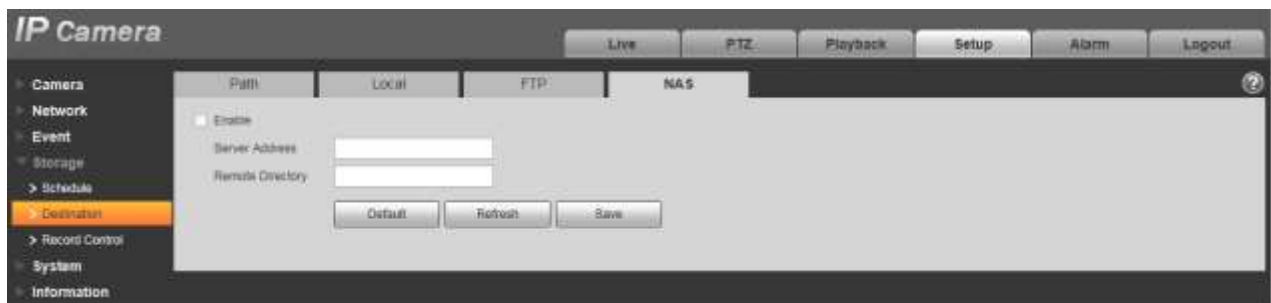 IP Camera
Live PTZ Playback Setup Alarm Logout
Camera
Network
Event
Storage
> Schedule
> Destination
> Record Control
System
Information
Path Local FTP NAS
?
Enable
Server Address
Remote Directory
Default Refresh Save